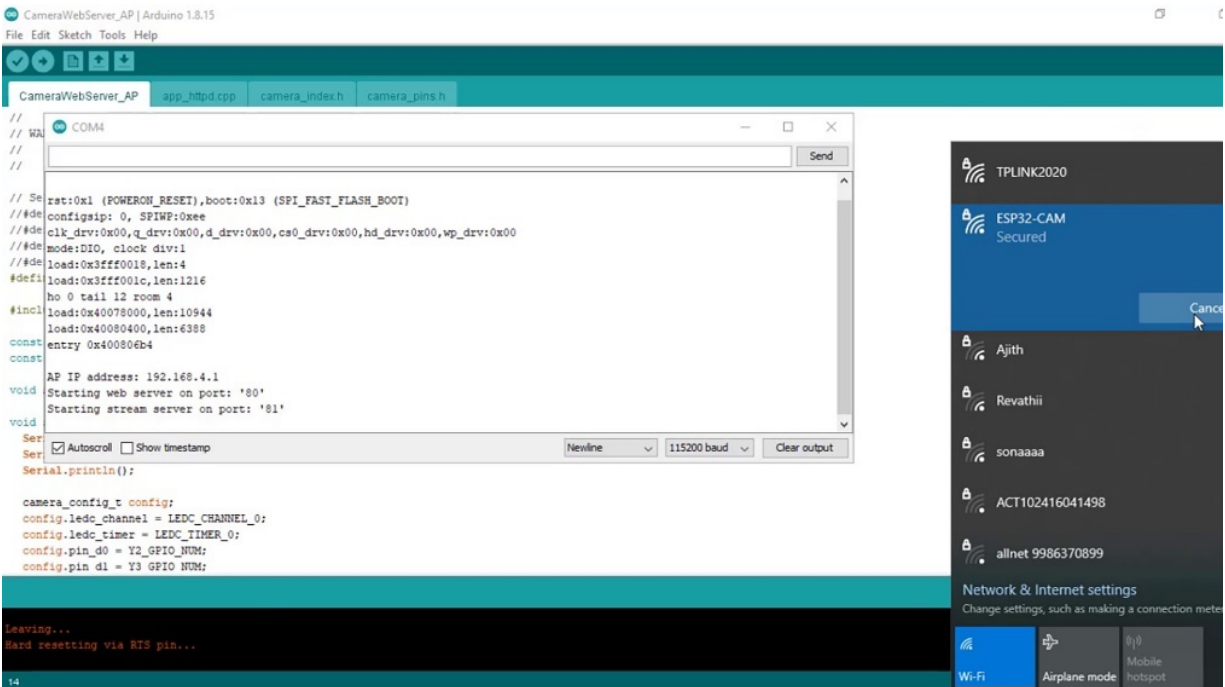 CameraWebServer_AP | Arduino 1.8.15
File Edit Sketch Tools Help
CameraWebServer_AP app_httpd.cpp camera_index.h camera_pins.h
//
// WA
//
//
// Se
//#de
//#de
//#de
//#de
#defi
#incl
const
const
void
void
Ser
Ser
Serial.println();
camera_config_t config;
config.ledc_channel = LEDC_CHANNEL_0;
config.ledc_timer = LEDC_TIMER_0;
config.pin_d0 = Y2_GPIO_NUM;
config.pin_d1 = Y3_GPIO_NUM;
COM4
Send
rst:0x1 (POWERON_RESET),boot:0x13 (SPI_FAST_FLASH_BOOT)
configsip: 0, SPIWP:0xee
clk_drv:0x00,q_drv:0x00,d_drv:0x00,cs0_drv:0x00,hd_drv:0x00,wp_drv:0x00
mode:DIO, clock div:1
load:0x3fff0018,len:4
load:0x3fff001c,len:1216
ho 0 tail 12 room 4
load:0x40078000,len:10944
load:0x40080400,len:6388
entry 0x400806b4
AP IP address: 192.168.4.1
Starting web server on port: '80'
Starting stream server on port: '81'
Autoscroll Show timestamp Newline 115200 baud Clear output
Leaving...
Hard resetting via RTS pin...
14
TPLINK2020
ESP32-CAM
Secured
Cance
Ajith
Revathii
sonaaaa
ACT102416041498
allnet 9986370899
Network & Internet settings
Change settings, such as making a connection meter
Wi-Fi Airplane mode Mobile
hotspot